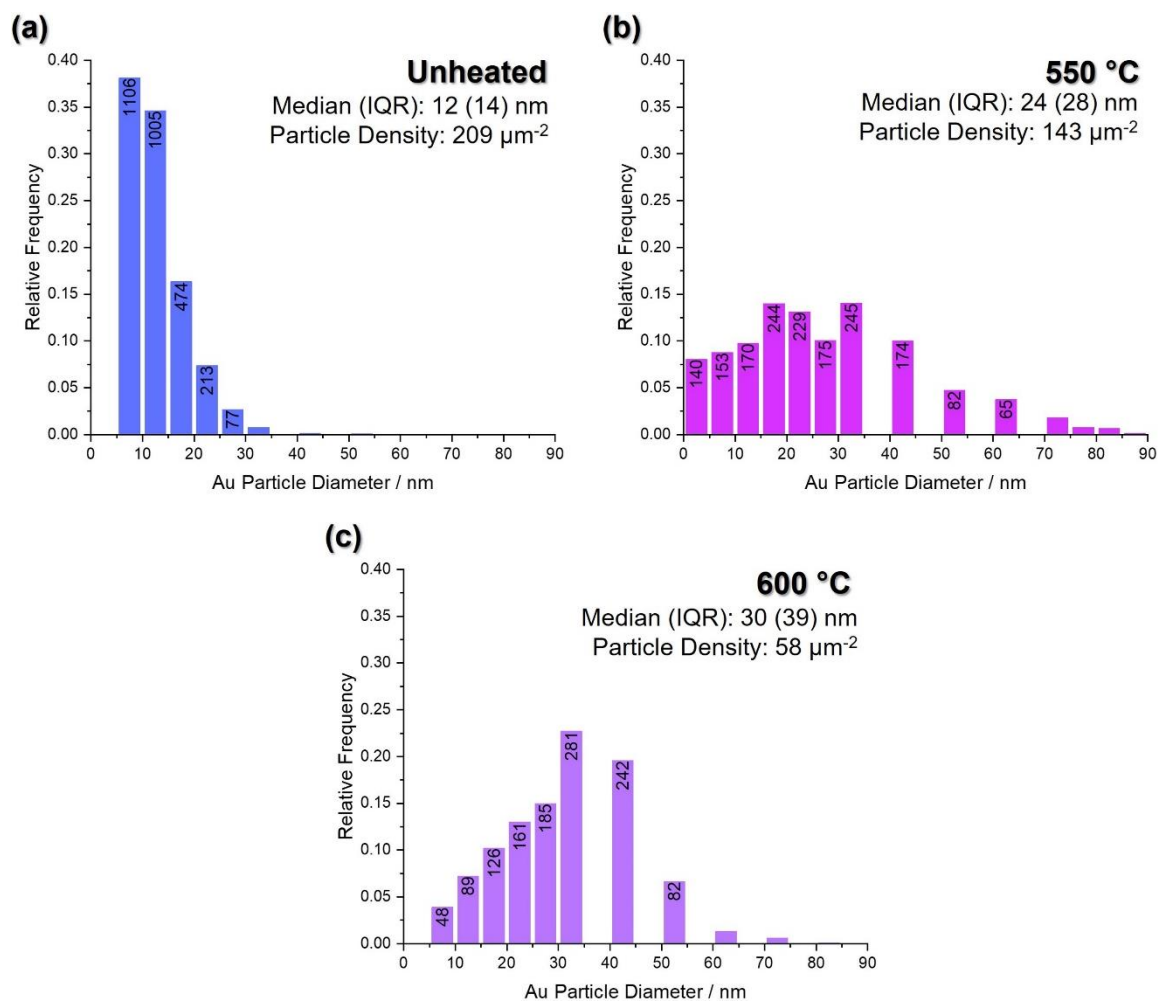 (a)
Unheated
Median (IQR): 12 (14) nm
Particle Density: 209 µm-2
Relative Frequency
0.40
0.35
0.30
0.25
0.20
0.15
0.10
0.05
0.00
1106
1005
474
213
77
0 10 20 30 40 50 60 70 80 90
Au Particle Diameter / nm
(b)
550 °C
Median (IQR): 24 (28) nm
Particle Density: 143 µm-2
Relative Frequency
0.40
0.35
0.30
0.25
0.20
0.15
0.10
0.05
0.00
140
153
170
244
229
175
245
174
82
65
0 10 20 30 40 50 60 70 80 90
Au Particle Diameter / nm
(c)
600 °C
Median (IQR): 30 (39) nm
Particle Density: 58 µm-2
Relative Frequency
0.40
0.35
0.30
0.25
0.20
0.15
0.10
0.05
0.00
48
89
126
161
185
281
242
82
0 10 20 30 40 50 60 70 80 90
Au Particle Diameter / nm